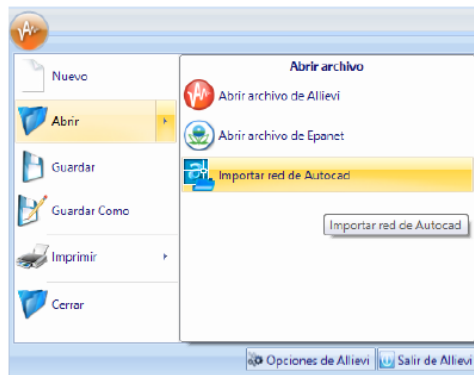 Nuevo
Abrir
Guardar
Guardar Como
Imprimir
Cerrar
Abrir archivo
Abrir archivo de Allievi
Abrir archivo de Epanet
Importar red de Autocad
Importar red de Autocad
Opciones de Allievi
Salir de Allievi